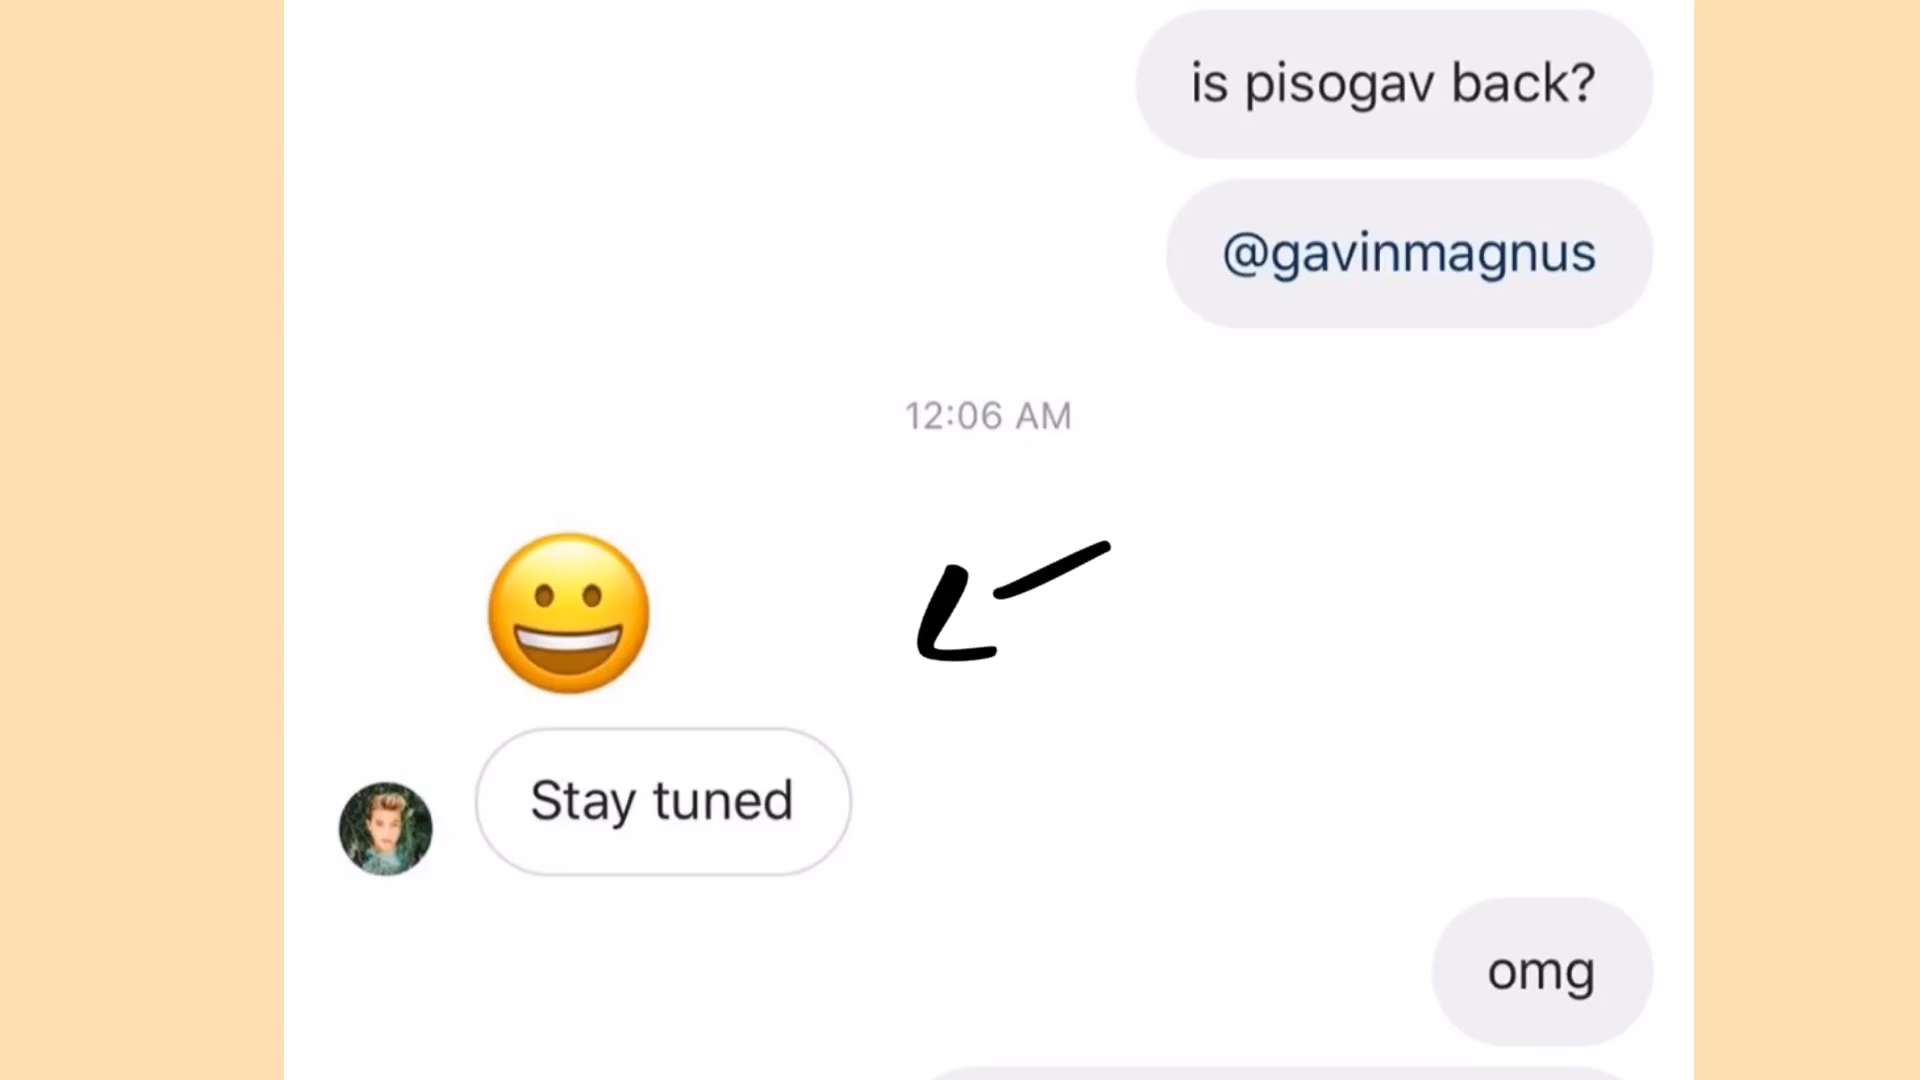 is pisogav back?
@gavinmagnus
12:06 AM
😀
Stay tuned
omg